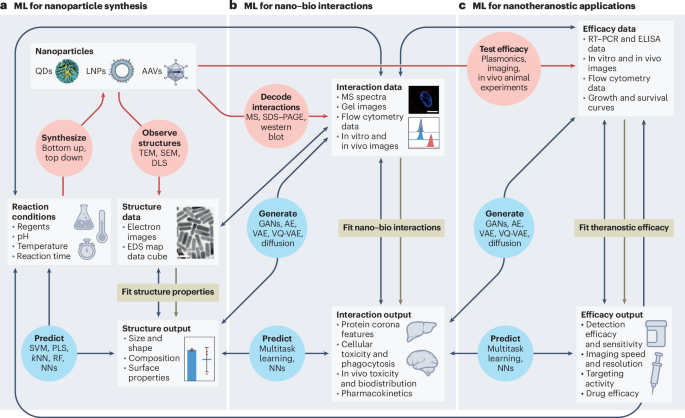 a ML for nanoparticle synthesis
Nanoparticles
QDs
LNPs
AAVs
Synthesize
Bottom up,
top down
Observe
structures
TEM, SEM,
DLS
Reaction
conditions
• Regents
• pH
• Temperature
• Reaction time
Structure
data
• Electron
images
• EDS map
data cube
Fit structure properties
Predict
SVM, PLS,
kNN, RF,
NNs
Structure output
• Size and
shape
• Composition
• Surface
properties
b ML for nano–bio interactions
Decode
interactions
MS, SDS–PAGE,
western
blot
Interaction data
• MS spectra
• Gel images
• Flow cytometry
data
• In vitro and
in vivo images
Generate
GANs, AE,
VAE, VQ-VAE,
diffusion
Fit nano–bio interactions
Predict
Multitask
learning,
NNs
Interaction output
• Protein corona
features
• Cellular
toxicity and
phagocytosis
• In vivo toxicity
and biodistribution
• Pharmacokinetics
c ML for nanotheranostic applications
Test efficacy
Plasmonics,
imaging,
in vivo animal
experiments
Efficacy data
• RT–PCR and ELISA
data
• In vitro and in vivo
images
• Flow cytometry
data
• Growth and survival
curves
Generate
GANs, AE,
VAE, VQ-VAE,
diffusion
Fit theranostic efficacy
Predict
Multitask
learning,
NNs
Efficacy output
• Detection
efficacy
and sensitivity
• Imaging speed
and resolution
• Targeting
activity
• Drug efficacy